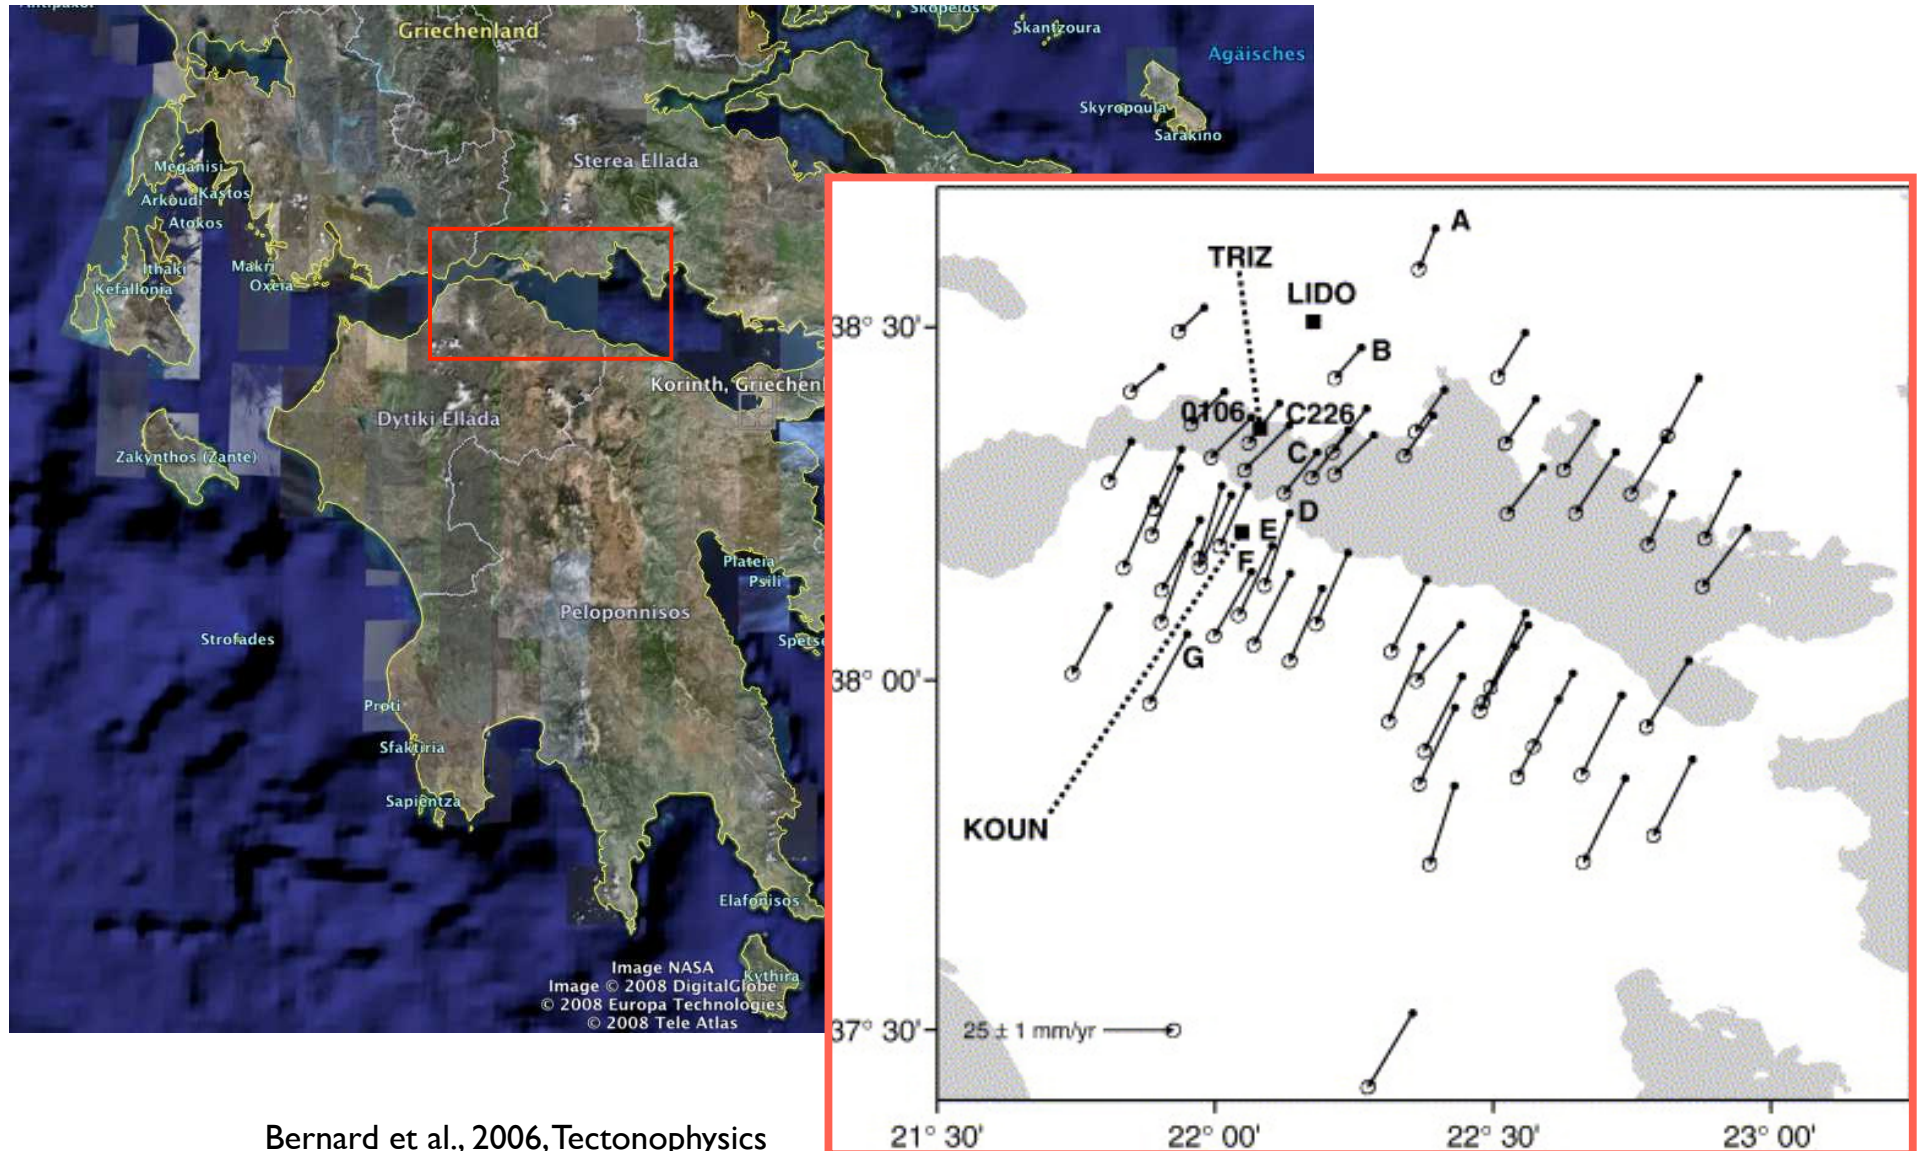 Skopelos
Griechenland
Skantzoura
Ägäisches
Skyropoula
Sarakino
Sterea Ellada
Meganisi
Kastos
Arkoudi
Atokos
Ithaki
Makri
Oxeia
Kefallonia
Korinth, Griechenl
Dytiki Ellada
Zakynthos (Zante)
Plateia
Psili
Peloponnisos
Strofades
Spetse
Proti
Sfaktiria
Sapientza
Elafonisos
Kythira
Image NASA
Image © 2008 DigitalGlobe
© 2008 Europa Technologies
© 2008 Tele Atlas
A
TRIZ
LIDO
38° 30'
B
0106
C226
C
D
E
F
G
38° 00'
KOUN
37° 30'
25 ± 1 mm/yr
21° 30'
22° 00'
22° 30'
23° 00'
Bernard et al., 2006, Tectonophysics